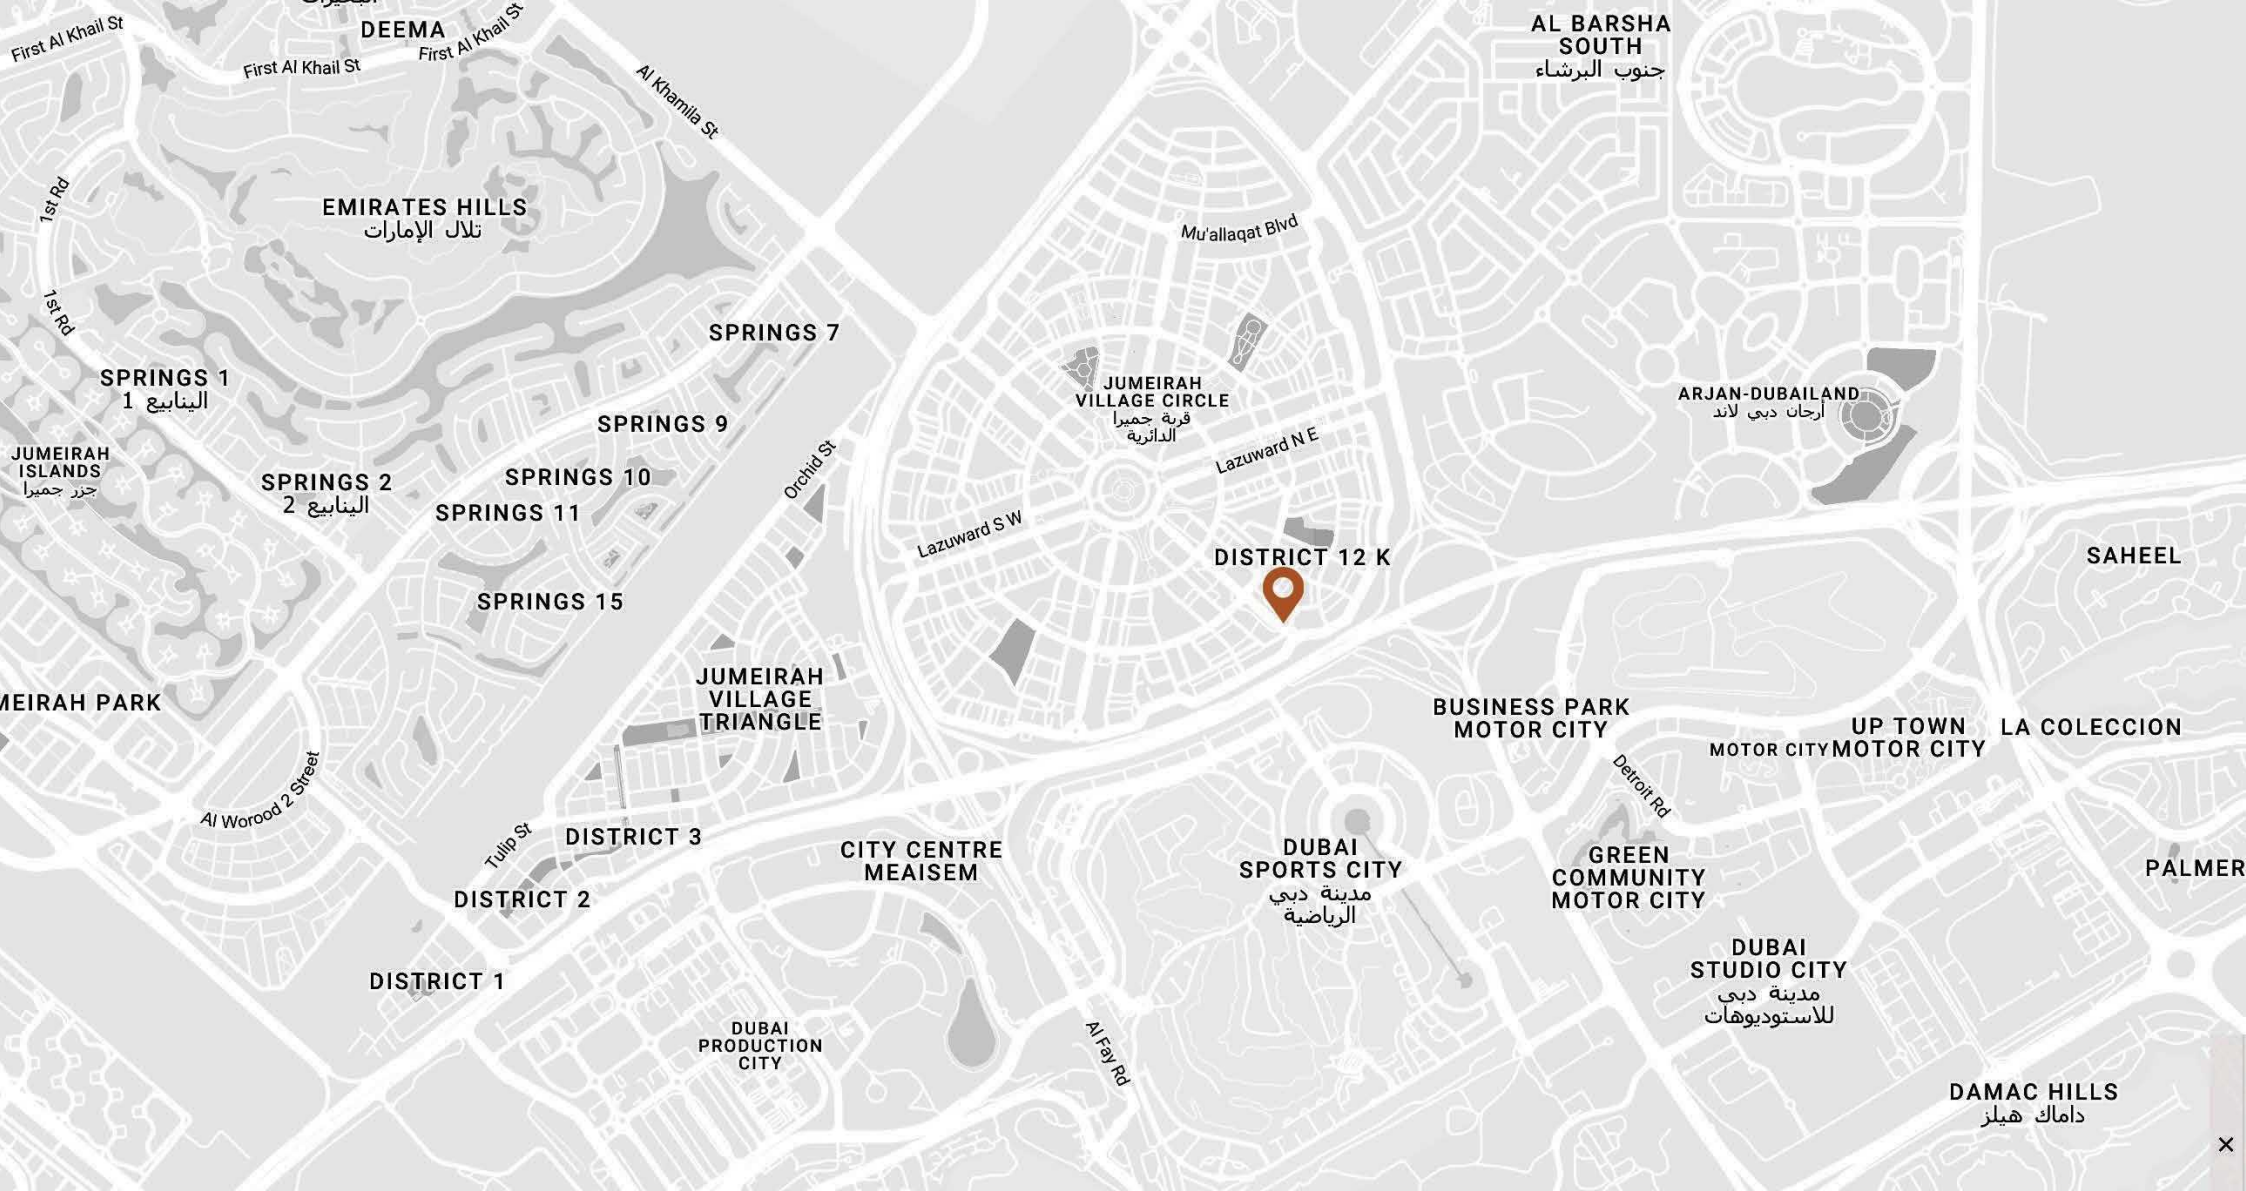 البحيرات
First Al Khail St
DEEMA
First Al Khail St
First Al Khail St
AL BARSHA
SOUTH
جنوب البرشاء
Al Khamila St
1st Rd
EMIRATES HILLS
تلال الإمارات
Mu'allaqat Blvd
1st Rd
SPRINGS 7
SPRINGS 1
الينابيع 1
JUMEIRAH
VILLAGE CIRCLE
قرية جميرا
الدائرية
ARJAN-DUBAILAND
أرجان دبي لاند
SPRINGS 9
Lazuward N E
JUMEIRAH
ISLANDS
جزر جميرا
Orchid St
SPRINGS 2
الينابيع 2
SPRINGS 10
SPRINGS 11
Lazuward S W
DISTRICT 12 K
SAHEEL
SPRINGS 15
MEIRAH PARK
JUMEIRAH
VILLAGE
TRIANGLE
BUSINESS PARK
MOTOR CITY
MOTOR CITY
UP TOWN
MOTOR CITY
LA COLECCION
Al Worood 2 Street
Detroit Rd
Tulip St
DISTRICT 3
CITY CENTRE
MEAISEM
DUBAI
SPORTS CITY
مدينة دبي
الرياضية
GREEN
COMMUNITY
MOTOR CITY
PALMER
DISTRICT 2
DISTRICT 1
DUBAI
STUDIO CITY
مدينة دبي
للاستوديوهات
DUBAI
PRODUCTION
CITY
Al Fay Rd
DAMAC HILLS
داماك هيلز